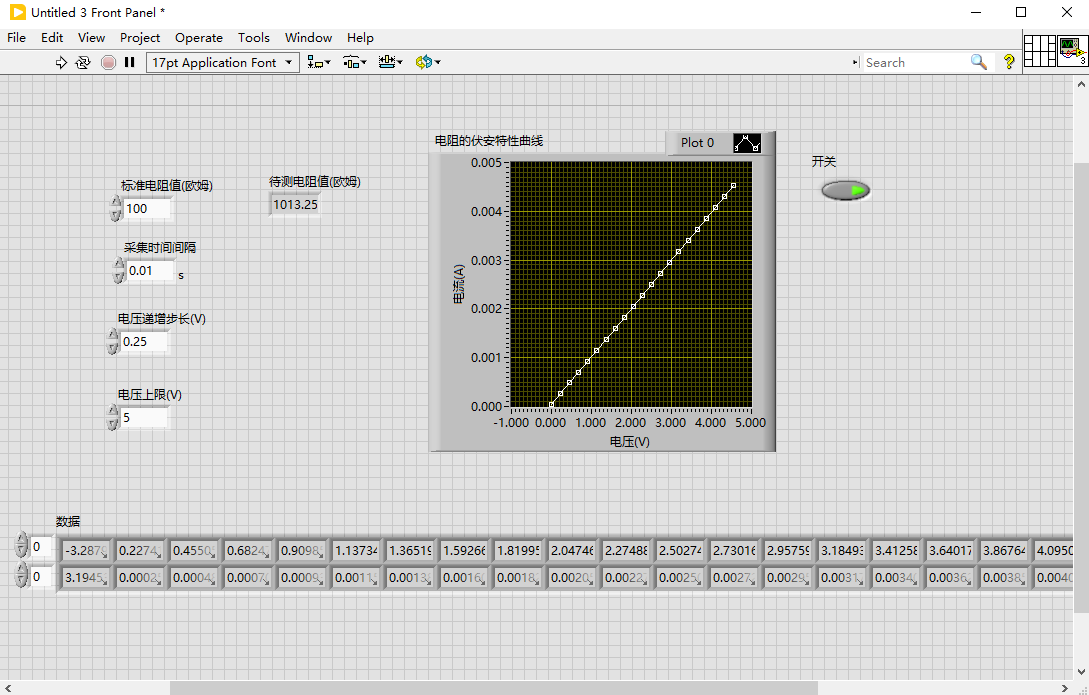 Untitled 3 Front Panel *
File Edit View Project Operate Tools Window Help
17pt Application Font
Search
3
电阻的伏安特性曲线
Plot 0
开关
标准电阻值(欧姆)
100
待测电阻值(欧姆)
1013.25
采集时间间隔
0.01 s
电压递增步长(V)
0.25
电压上限(V)
5
电流(A)
0.005
0.004
0.003
0.002
0.001
0.000
-1.000 0.000 1.000 2.000 3.000 4.000 5.000
电压(V)
数据
0 -3.287 0.2274 0.4550 0.6824 0.9098 1.13734 1.36519 1.59266 1.81995 2.04746 2.27488 2.50274 2.73016 2.95759 3.18493 3.41258 3.64017 3.86764 4.0950
0 3.1945 0.0002 0.0004 0.0007 0.0009 0.0011 0.0013 0.0016 0.0018 0.0020 0.0022 0.0025 0.0027 0.0029 0.0031 0.0034 0.0036 0.0038 0.0040